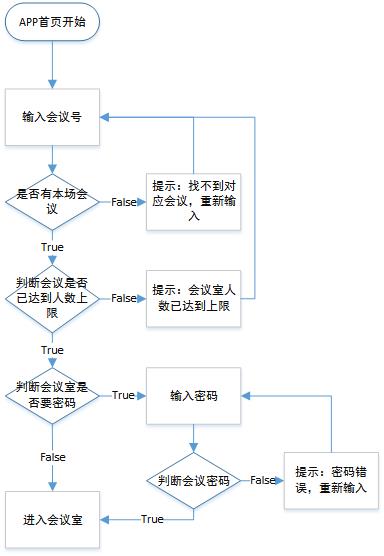 APP首页开始
输入会议号
是否有本场会
议
False
提示：找不到对
应会议，重新输
入
True
判断会议是否
已达到人数上
限
False
提示：会议室人
数已达到上限
True
判断会议室是
否要密码
True
输入密码
False
判断会议密码
False
提示：密码错
误，重新输入
进入会议室
True